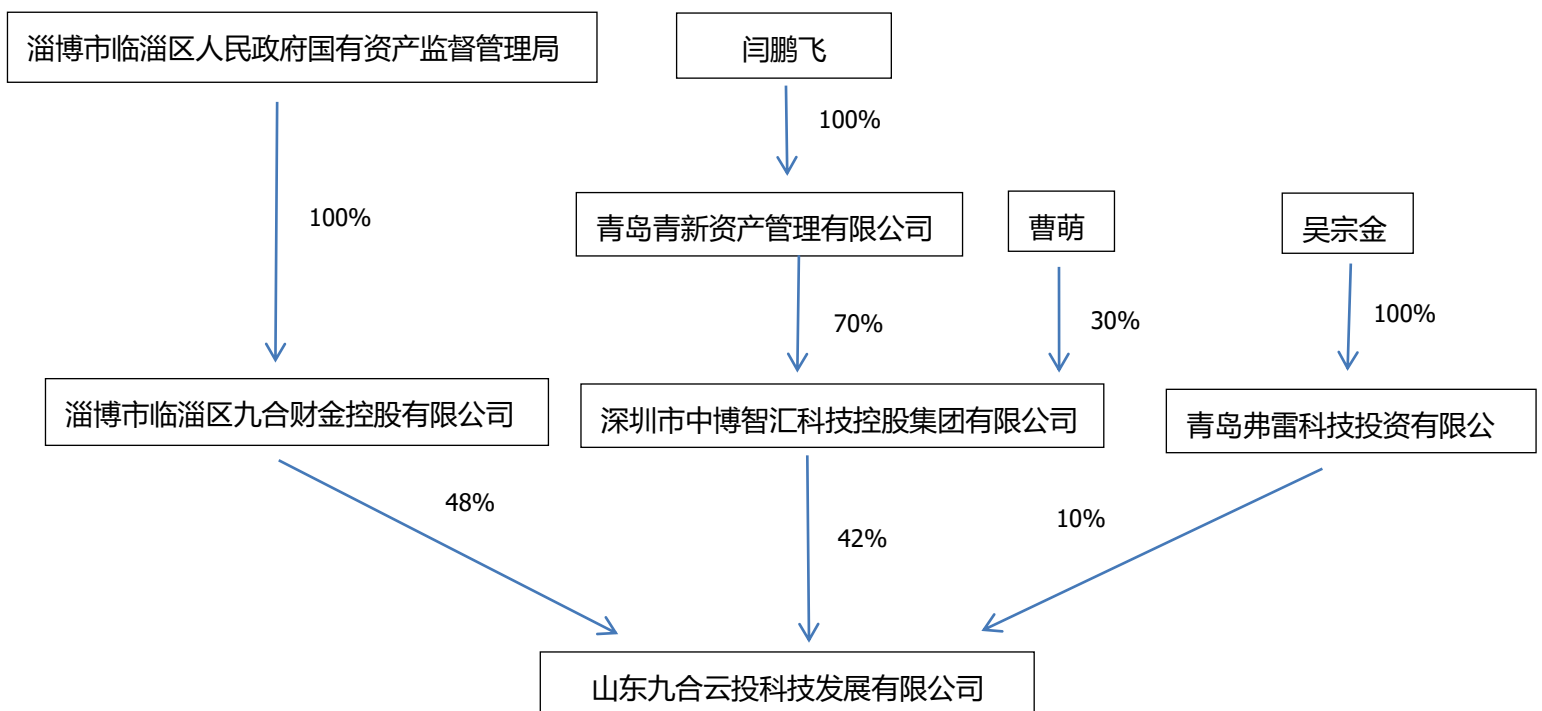 淄博市临淄区人民政府国有资产监督管理局
闫鹏飞
100%
100%
青岛青新资产管理有限公司
曹萌
吴宗金
70%
30%
100%
淄博市临淄区九合财金控股有限公司
深圳市中博智汇科技控股集团有限公司
青岛弗雷科技投资有限公
48%
42%
10%
山东九合云投科技发展有限公司